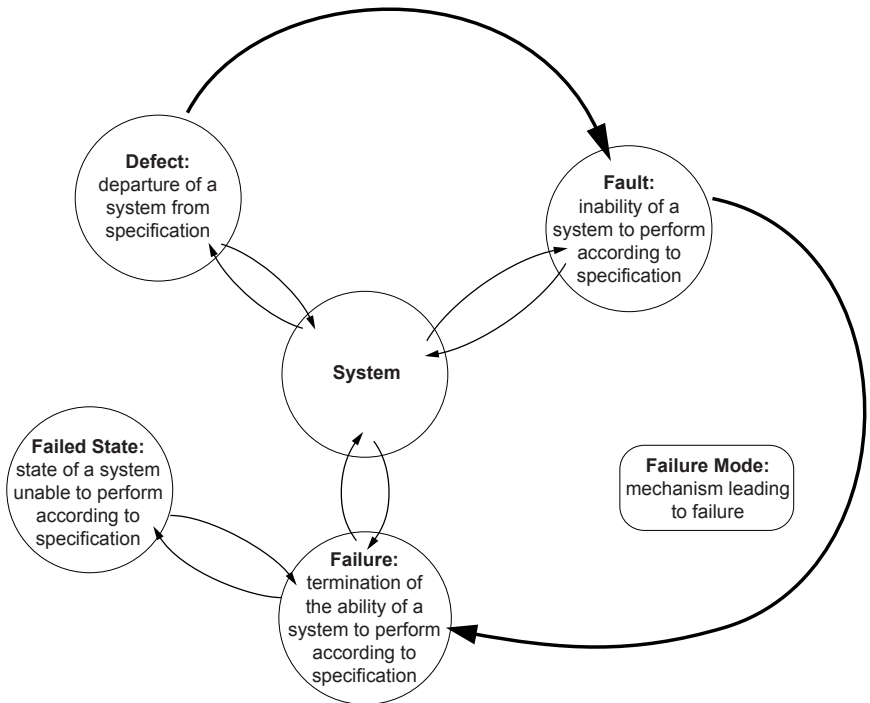 Defect:
departure of a
system from
specification
Fault:
inability of a
system to perform
according to
specification
System
Failed State:
state of a system
unable to perform
according to
specification
Failure Mode:
mechanism leading
to failure
Failure:
termination of
the ability of a
system to perform
according to
specification